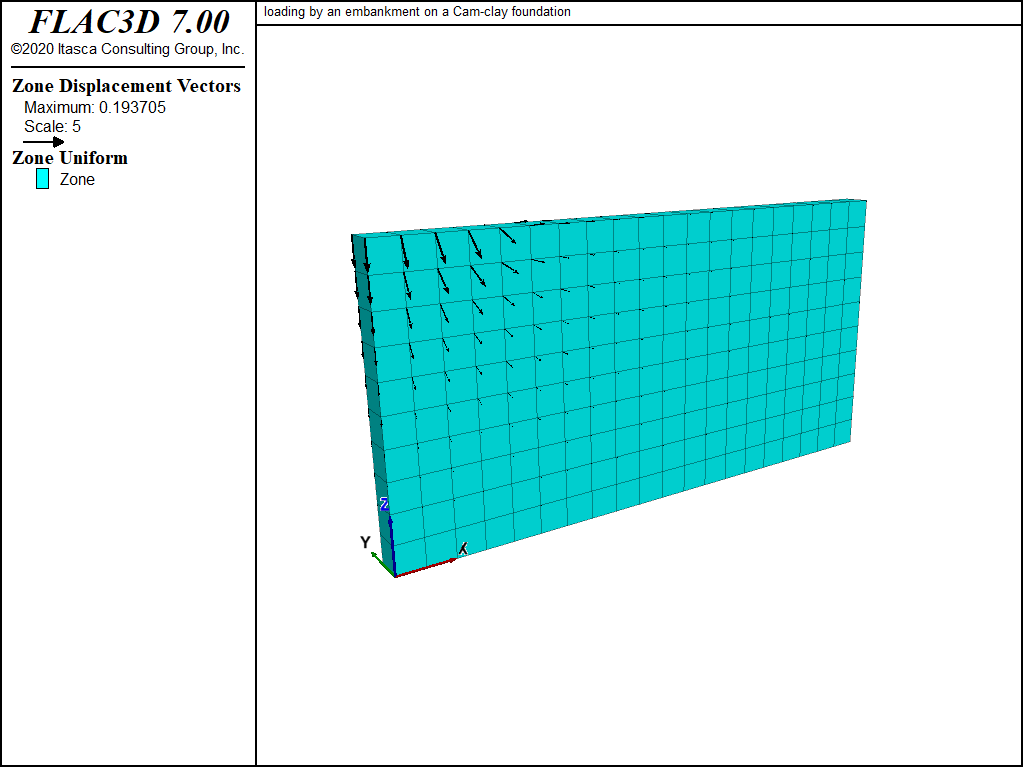 FLAC3D 7.00
©2020 Itasca Consulting Group, Inc.
Zone Displacement Vectors
Maximum: 0.193705
Scale: 5
Zone Uniform
Zone
loading by an embankment on a Cam-clay foundation
Z
Y
X